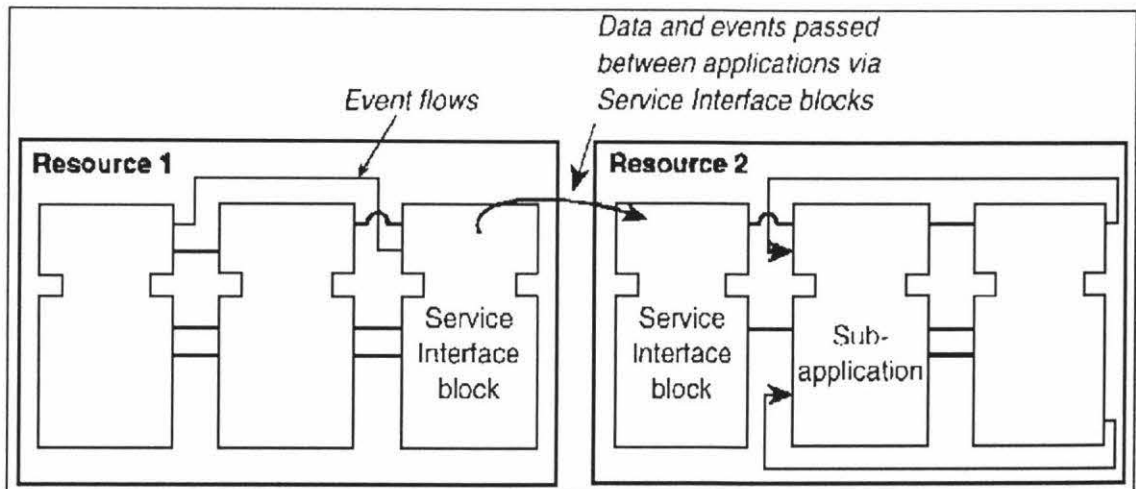 Data and events passed
between applications via
Service Interface blocks
Event flows
Resource 1
Resource 2
Service
Interface
block
Service
Interface
block
Sub-
application